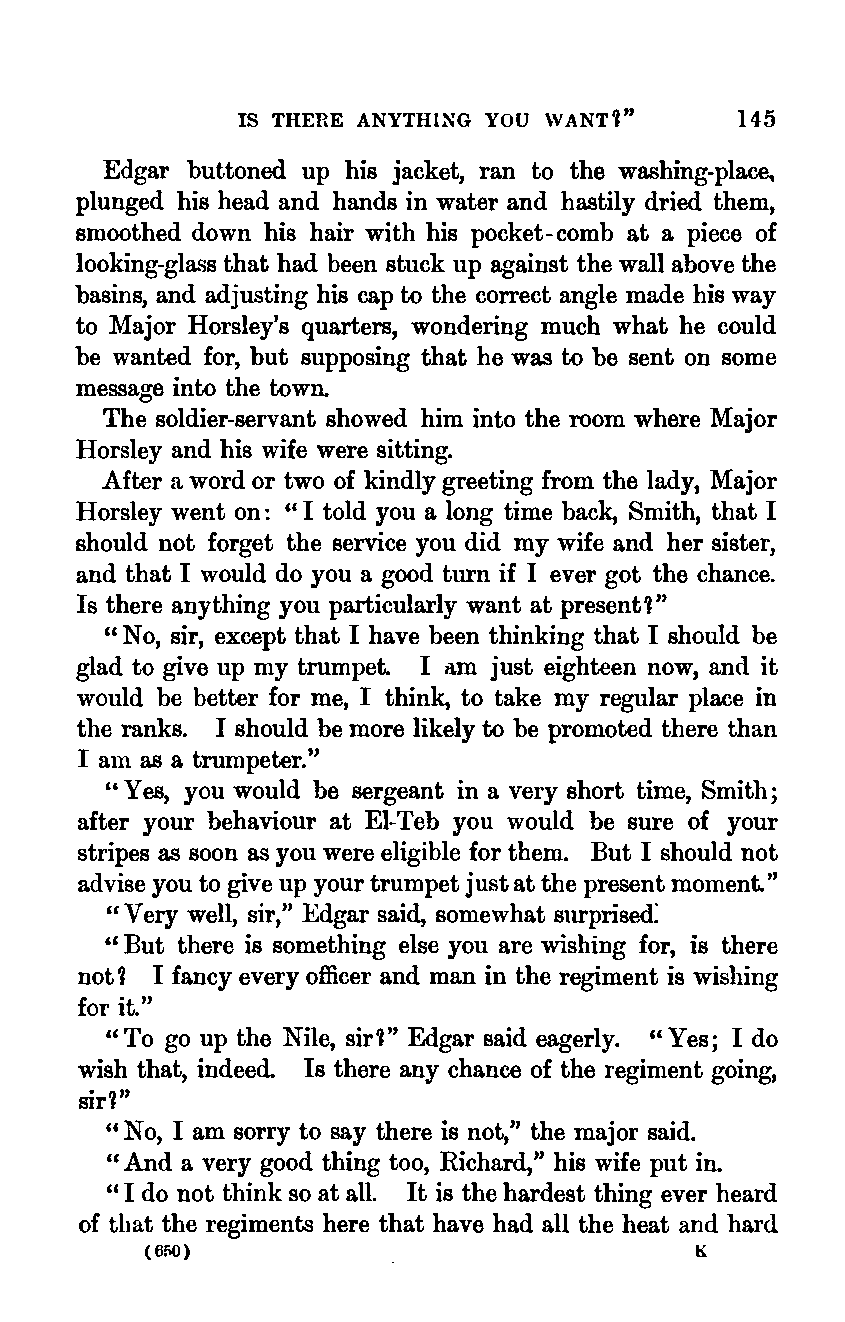 IS THERE ANYTHING YOU WANT?" 145
Edgar buttoned up his jacket, ran to the washing-place,
plunged his head and hands in water and hastily dried them,
smoothed down his hair with his pocket-comb at a piece of
looking-glass that had been stuck up against the wall above the
basins, and adjusting his cap to the correct angle made his way
to Major Horsley's quarters, wondering much what he could
be wanted for, but supposing that he was to be sent on some
message into the town.
The soldier-servant showed him into the room where Major
Horsley and his wife were sitting.
After a word or two of kindly greeting from the lady, Major
Horsley went on: "I told you a long time back, Smith, that I
should not forget the service you did my wife and her sister,
and that I would do you a good turn if I ever got the chance.
Is there anything you particularly want at present?"
"No, sir, except that I have been thinking that I should be
glad to give up my trumpet. I am just eighteen now, and it
would be better for me, I think, to take my regular place in
the ranks. I should be more likely to be promoted there than
I am as a trumpeter."
"Yes, you would be sergeant in a very short time, Smith;
after your behaviour at El-Teb you would be sure of your
stripes as soon as you were eligible for them. But I should not
advise you to give up your trumpet just at the present moment."
"Very well, sir," Edgar said, somewhat surprised.
"But there is something else you are wishing for, is there
not? I fancy every officer and man in the regiment is wishing
for it."
"To go up the Nile, sir?" Edgar said eagerly. "Yes; I do
wish that, indeed. Is there any chance of the regiment going,
sir?"
"No, I am sorry to say there is not," the major said.
"And a very good thing too, Richard," his wife put in.
"I do not think so at all. It is the hardest thing ever heard
of that the regiments here that have had all the heat and hard
(650) K